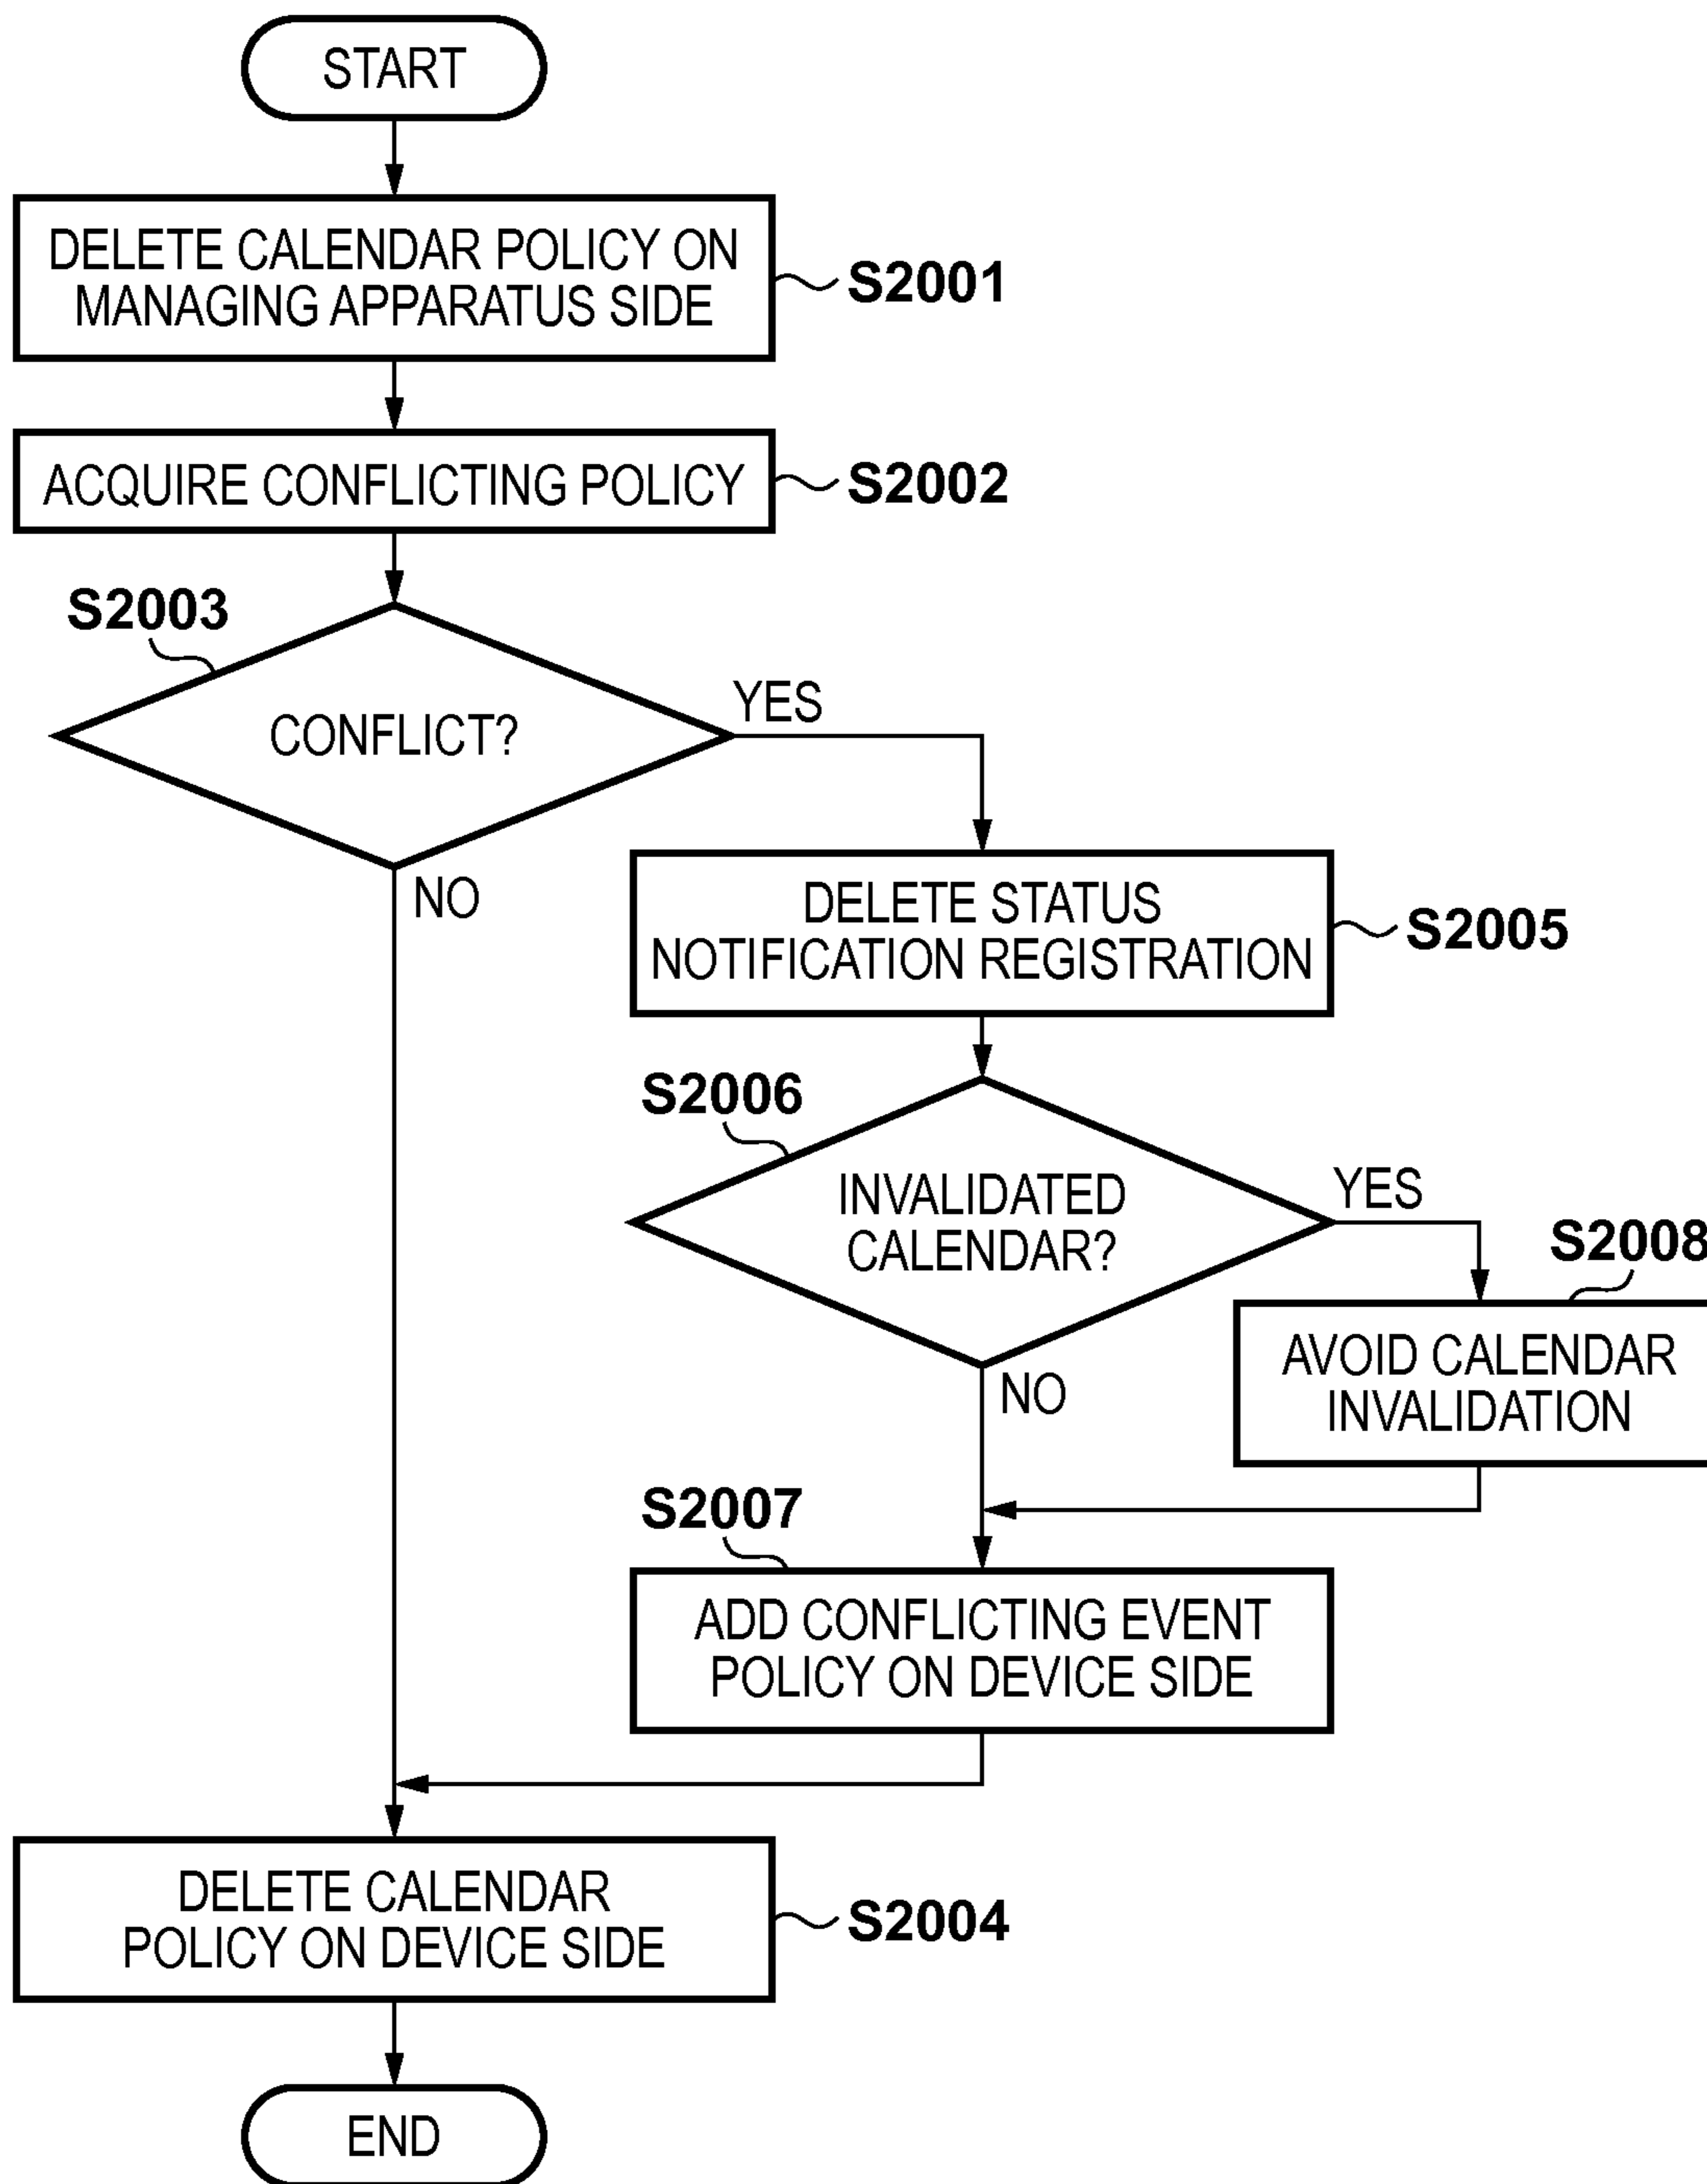 START
DELETE CALENDAR POLICY ON
MANAGING APPARATUS SIDE
S2001
ACQUIRE CONFLICTING POLICY
S2002
S2003
CONFLICT?
YES
NO
DELETE STATUS
NOTIFICATION REGISTRATION
S2005
S2006
INVALIDATED
CALENDAR?
YES
NO
S2008
AVOID CALENDAR
INVALIDATION
S2007
ADD CONFLICTING EVENT
POLICY ON DEVICE SIDE
DELETE CALENDAR
POLICY ON DEVICE SIDE
S2004
END